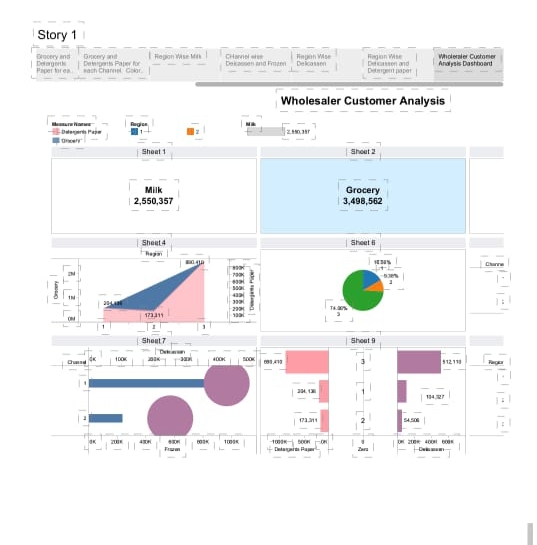 Story 1
Grocery and Detergents Paper for ea..
Grocery and Detergents Paper for each Channel. Color..
Region Wise Milk
CHannel wise Delicassen and Frozen
Region Wise Delicassen
Region Wise Delicassen and Detergent paper
Wholesaler Customer Analysis Dashboard
Wholesaler Customer Analysis
Measure Names
Region
Milk
Detergents Paper
1
2
2,550,357
Grocery
Sheet 1
Sheet 2
Milk
2,550,357
Grocery
3,498,562
Sheet 4
Sheet 6
Region
890,410
204,136
173,311
Grocery
2M
1M
0M
800K
700K
600K
500K
400K
300K
200K
100K
Detergents Paper
1
2
3
1
2
74.86%
3
Channe
Sheet 7
Sheet 9
Delicassen
Channel
0K
100K
200K
300K
400K
500K
1
2
0K
200K
400K
600K
800K
1000K
Frozen
890,410
3
512,110
204,136
1
104,327
173,311
2
54,506
-1000K
500K
0K
0
0K
200K
400K
600K
Detergents Paper
Zero
Delicassen
Region